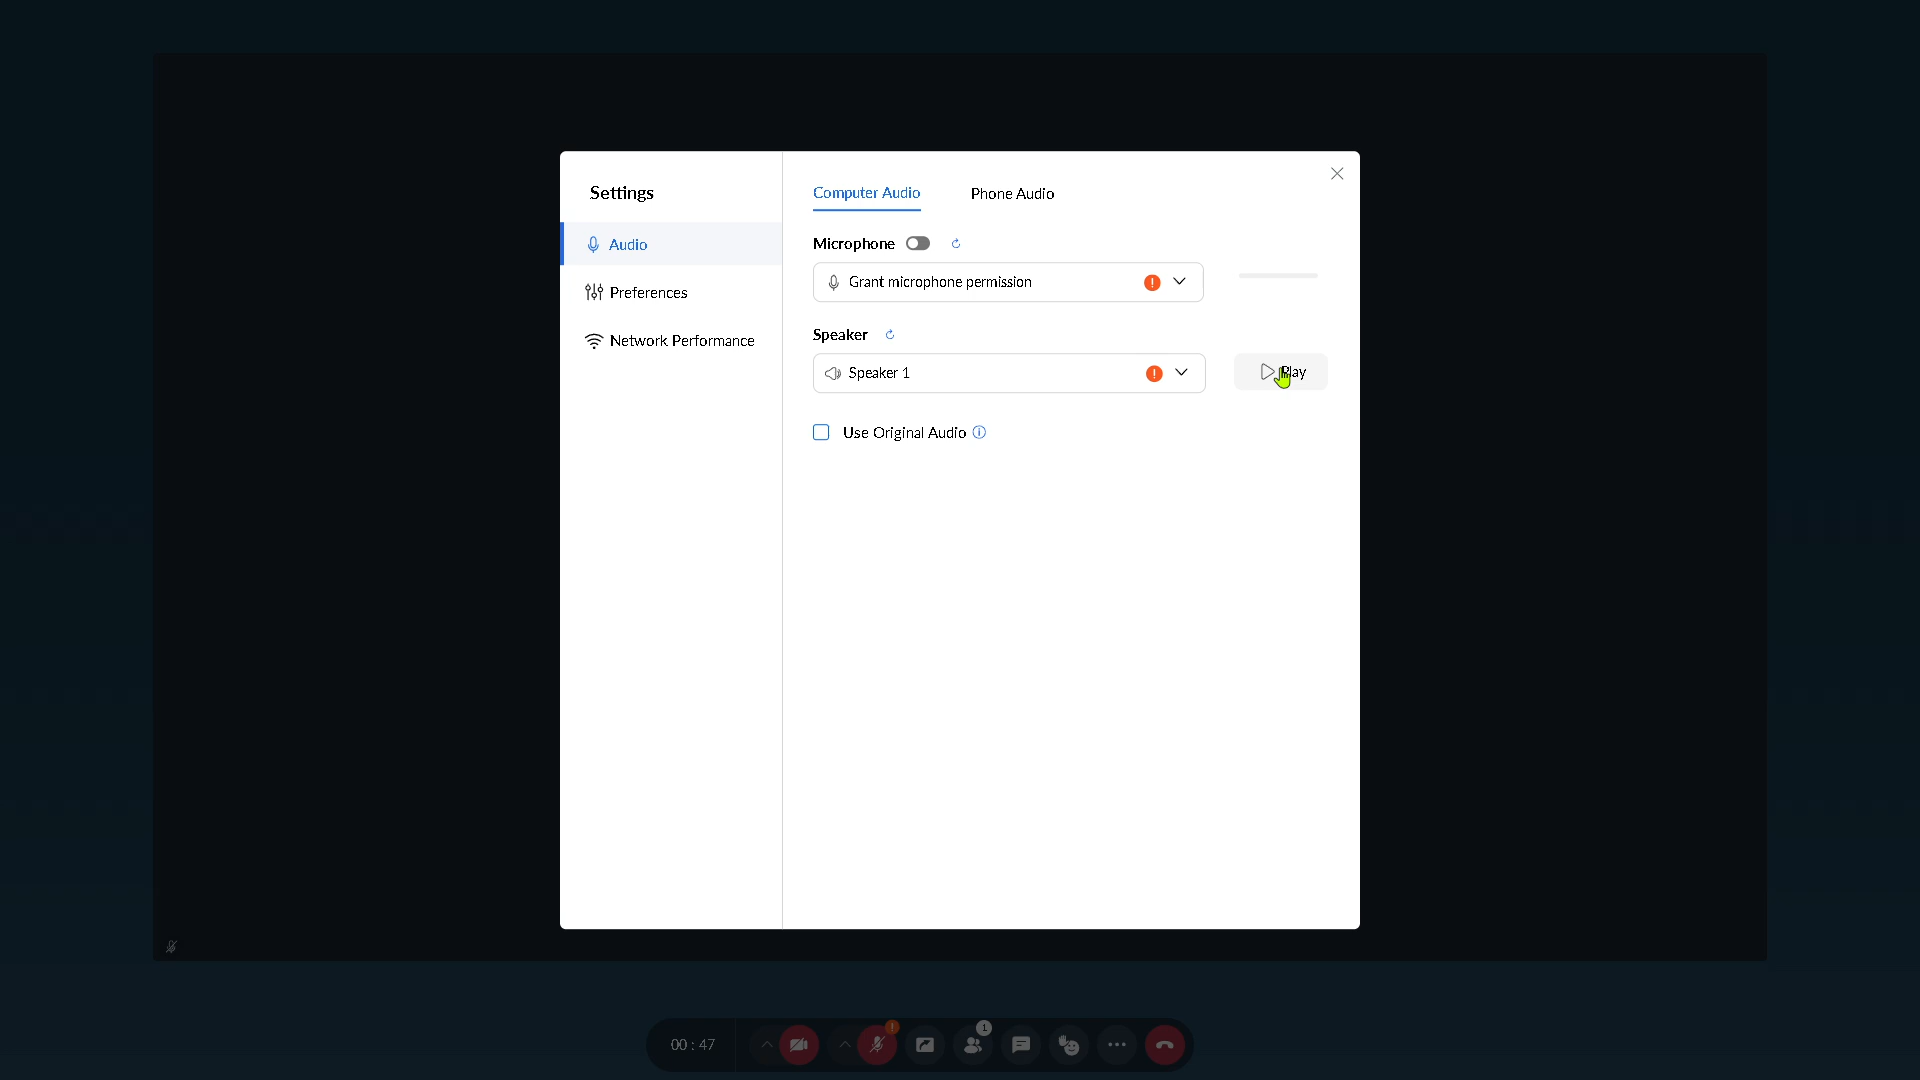 Settings
Computer Audio
Phone Audio
Audio
Microphone
Preferences
Grant microphone permission
Speaker
Network Performance
Speaker 1
Play
Use Original Audio
1
00 : 47